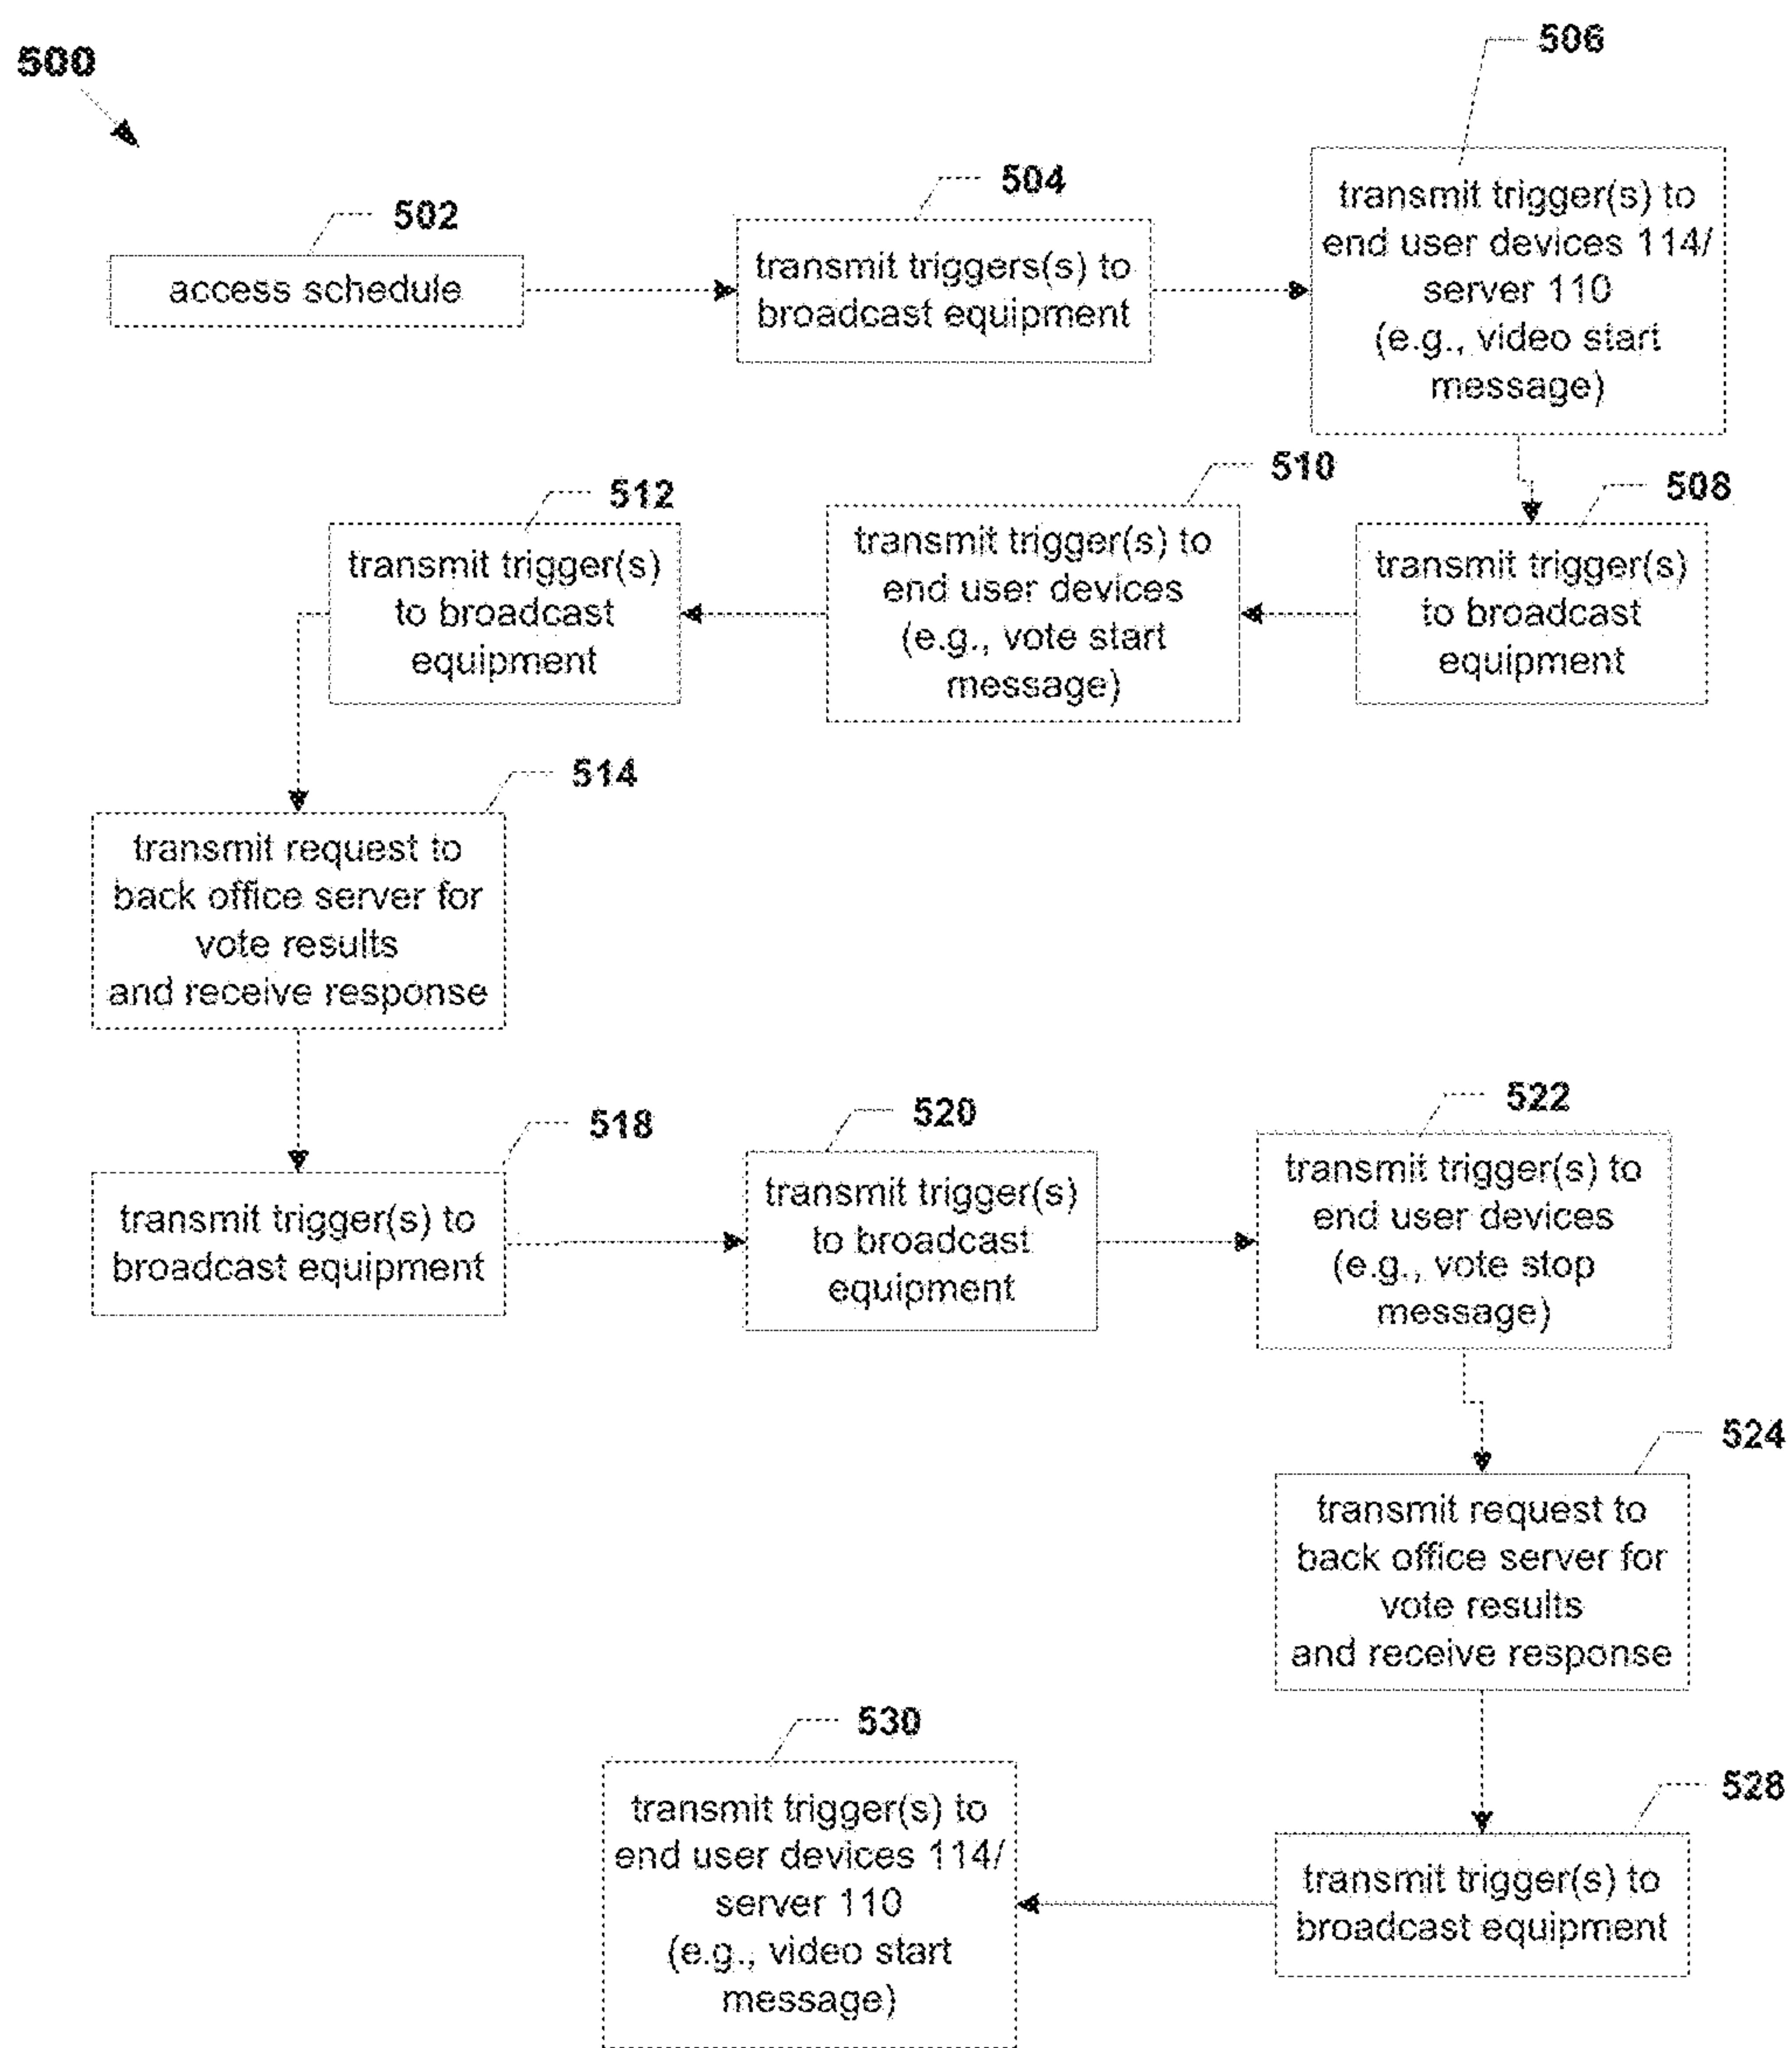 500
502
access schedule
504
transmit triggers(s) to
broadcast equipment
506
transmit trigger(s) to
end user devices 114/
server 110
(e.g., video start
message)
508
transmit trigger(s)
to broadcast
equipment
510
transmit trigger(s) to
end user devices
(e.g., vote start
message)
512
transmit trigger(s)
to broadcast
equipment
514
transmit request to
back office server for
vote results
and receive response
518
transmit trigger(s) to
broadcast equipment
520
transmit trigger(s)
to broadcast
equipment
522
transmit trigger(s) to
end user devices
(e.g., vote stop
message)
524
transmit request to
back office server for
vote results
and receive response
528
transmit trigger(s) to
broadcast equipment
530
transmit trigger(s) to
end user devices 114/
server 110
(e.g., video start
message)